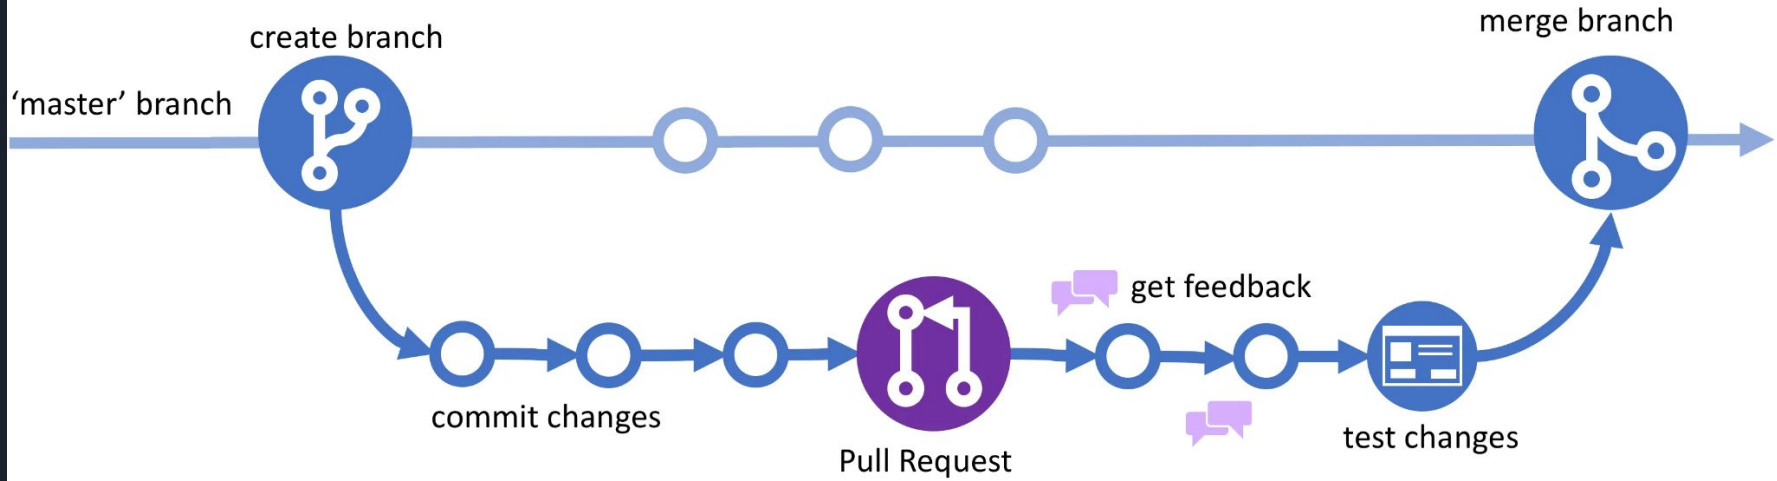 create branch
merge branch
‘master’ branch
get feedback
commit changes
test changes
Pull Request